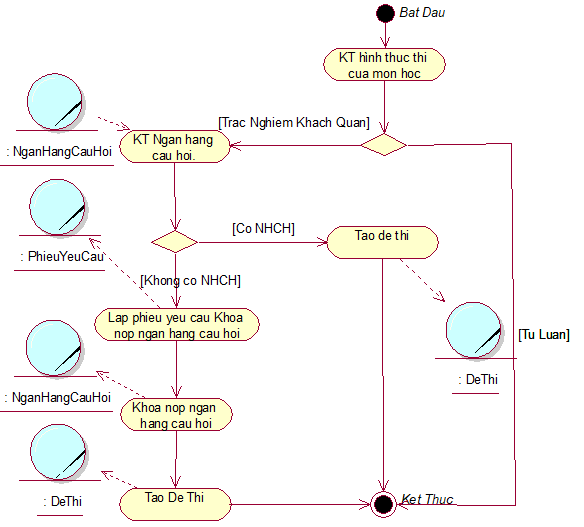 Bat Dau
KT hình thuc thi
cua mon hoc
[Trac Nghiem Khach Quan]
KT Ngan hang
cau hoi.
: NganHangCauHoi
[Co NHCH]
Tao de thi
: PhieuYeuCau
[Khong co NHCH]
Lap phieu yeu cau Khoa
nop ngan hang cau hoi
[Tu Luan]
: DeThi
: NganHangCauHoi
Khoa nop ngan
hang cau hoi
: DeThi
Tao De Thi
Ket Thuc